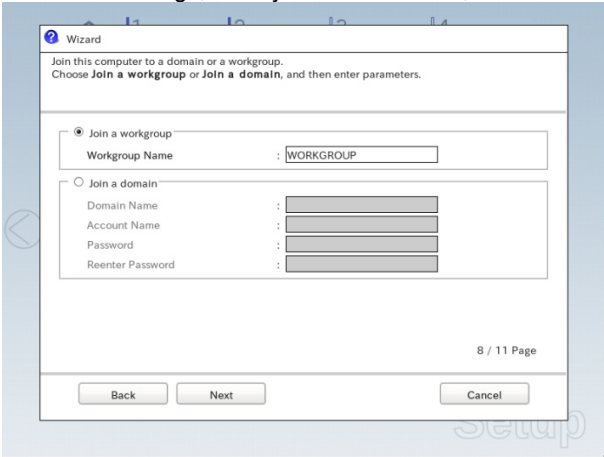 Wizard
Join this computer to a domain or a workgroup.
Choose Join a workgroup or Join a domain, and then enter parameters.
Join a workgroup
Workgroup Name : WORKGROUP
Join a domain
Domain Name :
Account Name :
Password :
Reenter Password :
8 / 11 Page
Back Next Cancel
Setup